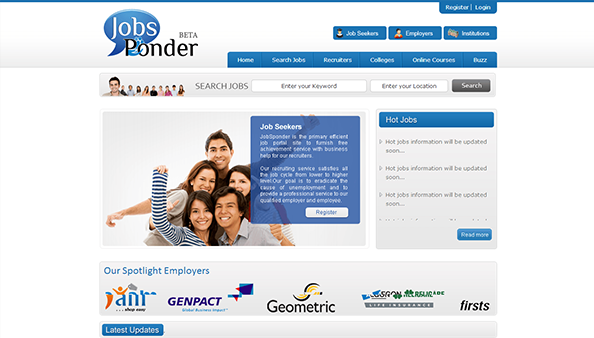 Register | Login
Jobs
Ponder
BETA
Job Seekers
Employers
Institutions
Home
Search Jobs
Recruiters
Colleges
Online Courses
Buzz
SEARCH JOBS
Enter your Keyword
Enter your Location
Search
Job Seekers
JobSponder is the primary efficient
job portal site to furnish free
achievement service with business
help for our recruiters.
Our recruiting service satisfies all
the job cycle from lower to higher
level.Our goal is to eradicate the
cause of unemployment and to
provide a professional service to our
qualified employer and employee.
Register
Hot Jobs
Hot jobs information will be updated
soon....
Hot jobs information will be updated
soon....
Hot jobs information will be updated
soon....
Hot jobs information will be updated
Read more
Our Spotlight Employers
...shop easy
GENPACT
Global Business Impact
Geometric
LIFE INSURANCE
firsts
Latest Updates